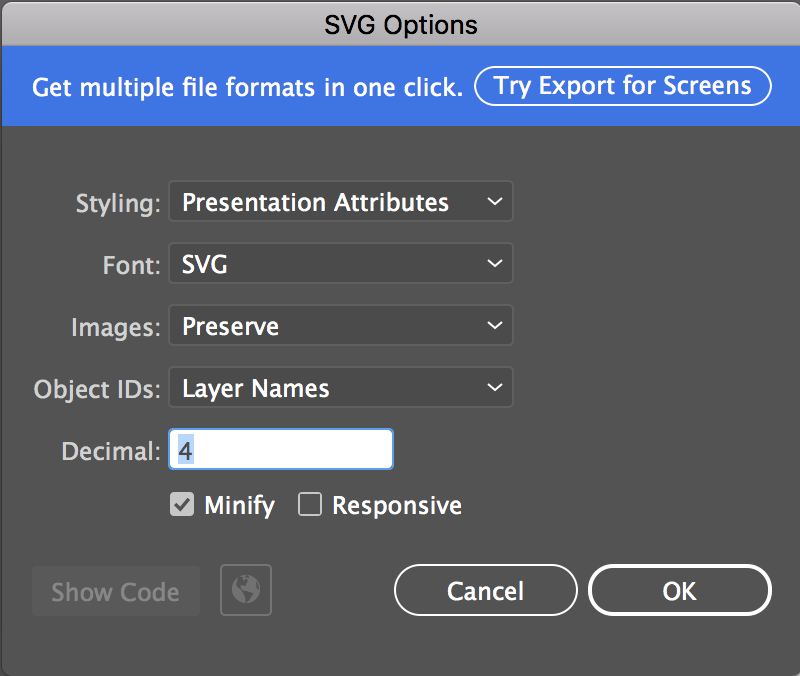 SVG Options
Get multiple file formats in one click. Try Export for Screens
Styling: Presentation Attributes
Font: SVG
Images: Preserve
Object IDs: Layer Names
Decimal: 4
Minify Responsive
Show Code Cancel OK